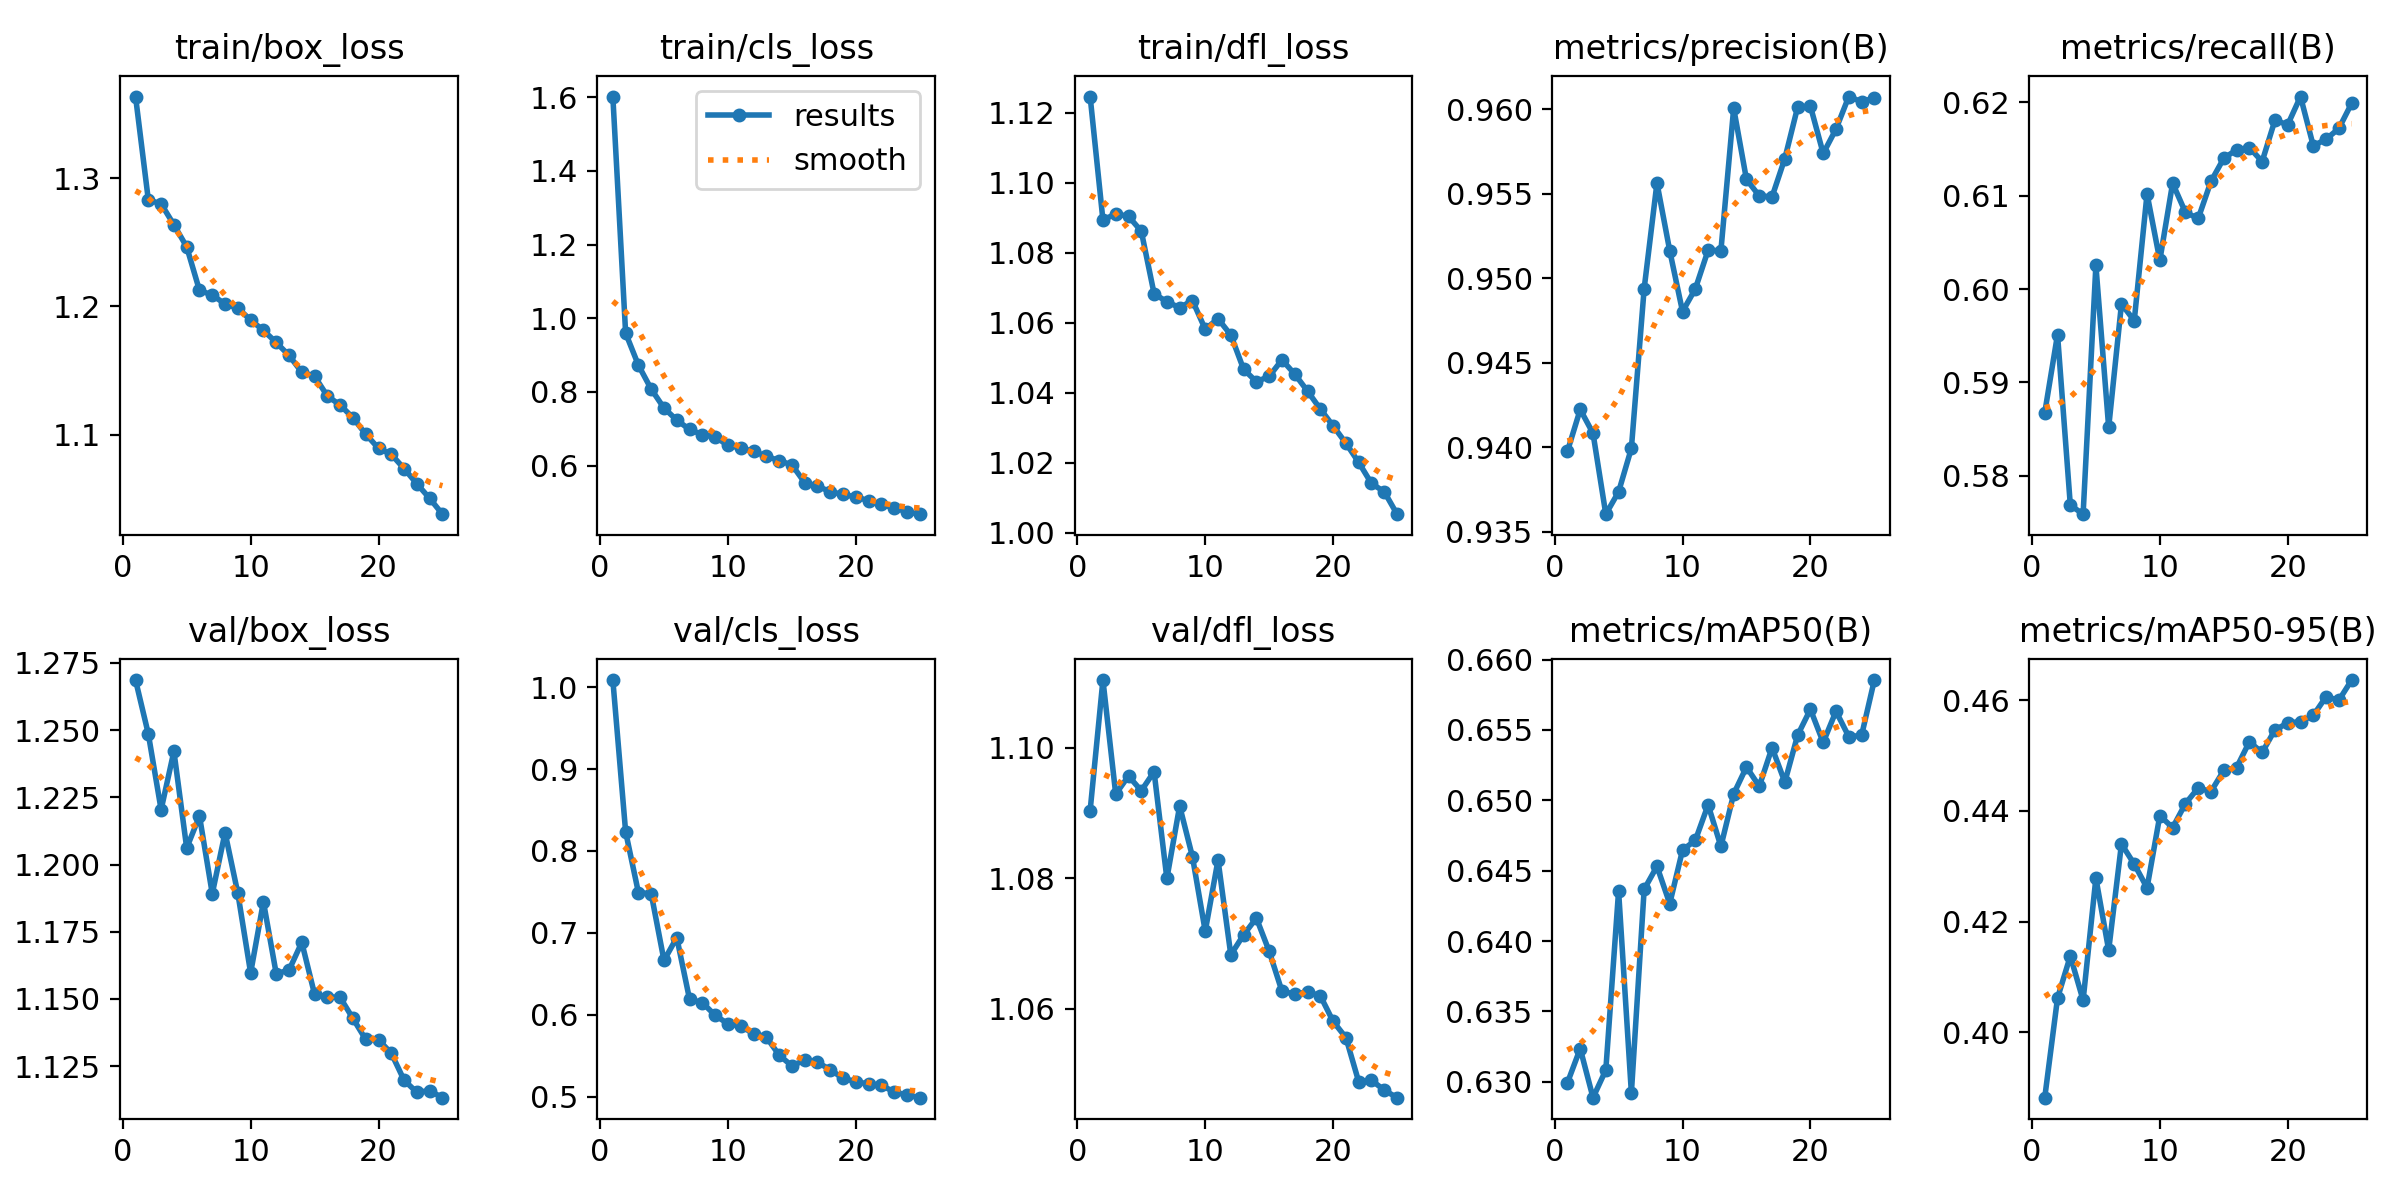 train/box_loss
train/cls_loss
train/dfl_loss
metrics/precision(B)
metrics/recall(B)
1.3
1.2
1.1
0 10 20
1.6
1.4
1.2
1.0
0.8
0.6
0 10 20
results
smooth
1.12
1.10
1.08
1.06
1.04
1.02
1.00
0 10 20
0.960
0.955
0.950
0.945
0.940
0.935
0 10 20
0.62
0.61
0.60
0.59
0.58
0 10 20
val/box_loss
val/cls_loss
val/dfl_loss
metrics/mAP50(B)
metrics/mAP50-95(B)
1.275
1.250
1.225
1.200
1.175
1.150
1.125
0 10 20
1.0
0.9
0.8
0.7
0.6
0.5
0 10 20
1.10
1.08
1.06
0 10 20
0.660
0.655
0.650
0.645
0.640
0.635
0.630
0 10 20
0.46
0.44
0.42
0.40
0 10 20